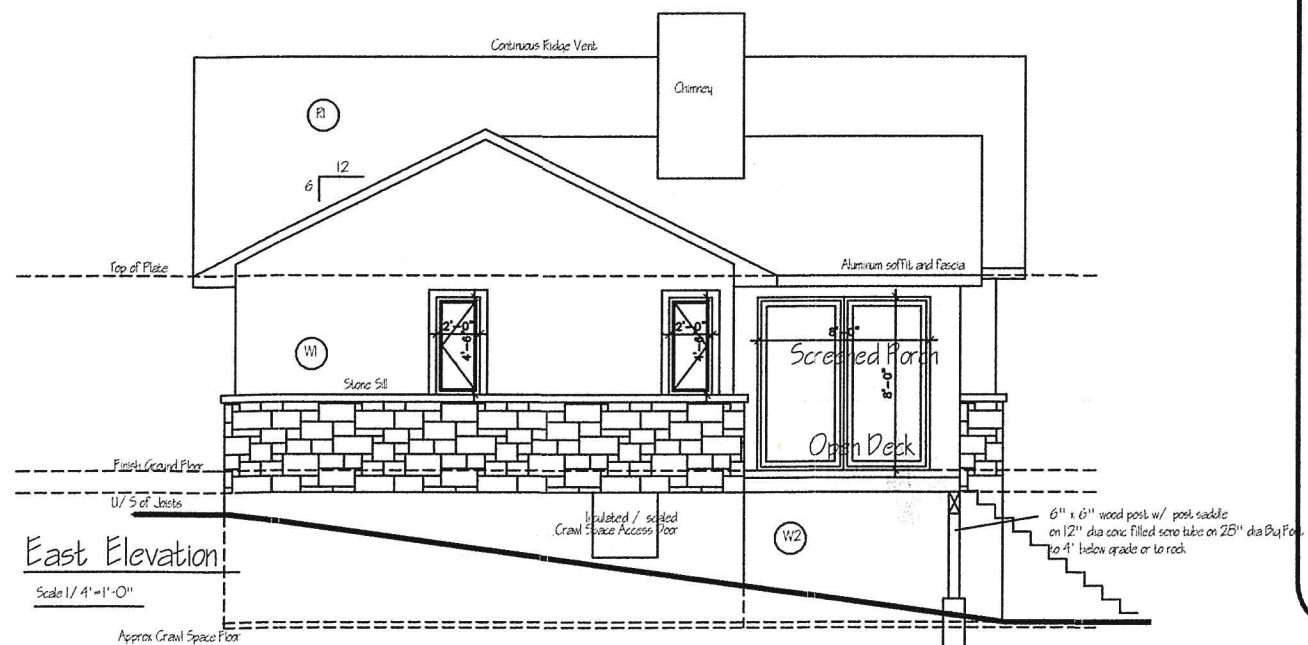 Continuous Ridge Vent
Chimney
R1
12
6
Top of Plate
Aluminum soffit and fascia
2'-0"
4'-6"
2'-0"
4'-6"
8'-0"
W1
Screened Porch
8'-0"
Stone Sill
Open Deck
Finish Ground Floor
U/S of Joists
Insulated / sealed
Crawl Space Access Door
W2
6" x 6" wood post w/ post saddle
on 12" dia conc filled sono tube on 28" dia Big Foot
to 4' below grade or to rock
East Elevation
Scale 1/4"=1'-0"
Approx Crawl Space Floor